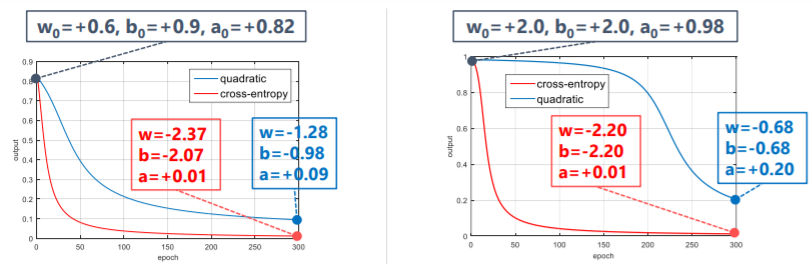 w₀=+0.6, b₀=+0.9, a₀=+0.82
0.9
0.8
0.7
0.6
0.5
0.4
0.3
0.2
0.1
0
output
quadratic
cross-entropy
w=-2.37
b=-2.07
a=+0.01
w=-1.28
b=-0.98
a=+0.09
0
50
100
150
200
250
300
epoch
w₀=+2.0, b₀=+2.0, a₀=+0.98
1
0.8
0.6
0.4
0.2
0
output
cross-entropy
quadratic
w=-2.20
b=-2.20
a=+0.01
w=-0.68
b=-0.68
a=+0.20
0
50
100
150
200
250
300
epoch